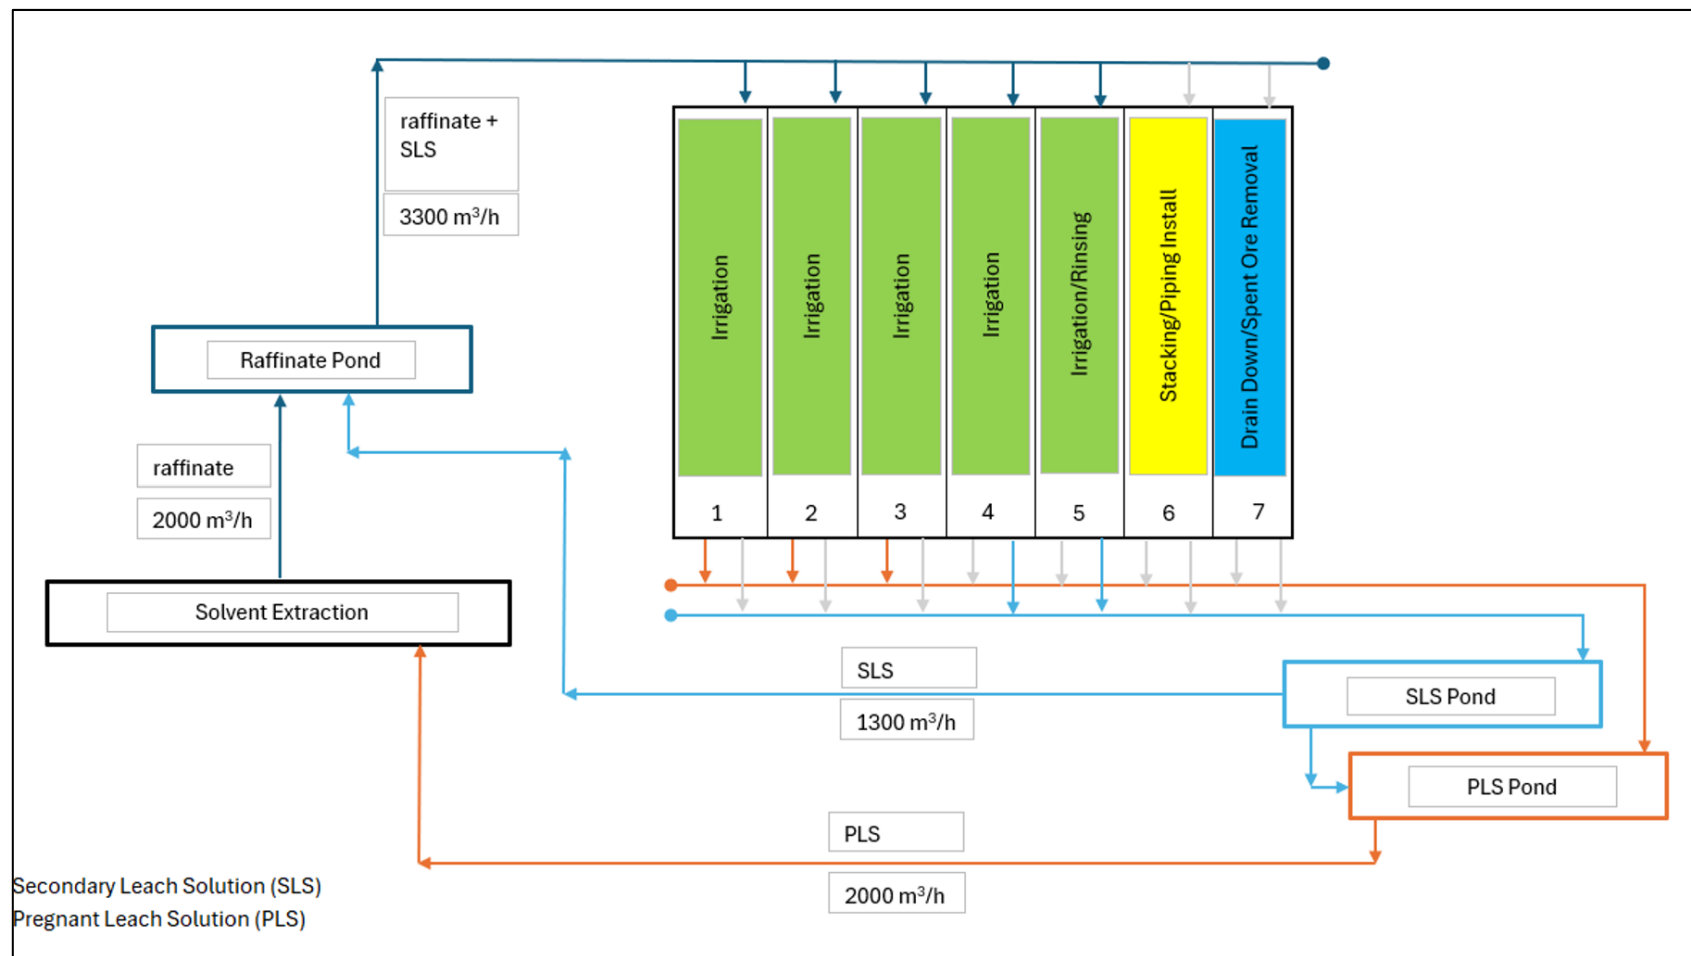 raffinate +
SLS
3300 m³/h
Raffinate Pond
raffinate
2000 m³/h
Solvent Extraction
Irrigation
Irrigation
Irrigation
Irrigation
Irrigation/Rinsing
Stacking/Piping Install
Drain Down/Spent Ore Removal
1
2
3
4
5
6
7
SLS
1300 m³/h
SLS Pond
PLS Pond
PLS
2000 m³/h
Secondary Leach Solution (SLS)
Pregnant Leach Solution (PLS)